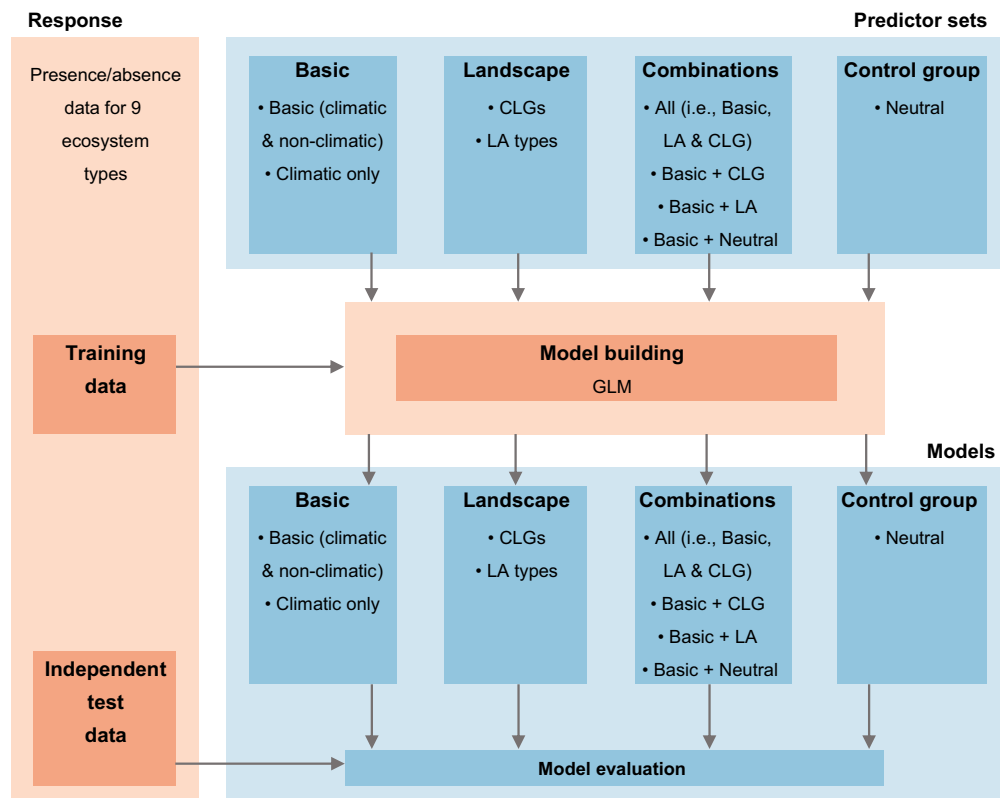 Response
Presence/absence
data for 9
ecosystem
types
Training
data
Independent
test
data
Predictor sets
Basic
• Basic (climatic
& non-climatic)
• Climatic only
Landscape
• CLGs
• LA types
Combinations
• All (i.e., Basic,
LA & CLG)
• Basic + CLG
• Basic + LA
• Basic + Neutral
Control group
• Neutral
Model building
GLM
Models
Basic
• Basic (climatic
& non-climatic)
• Climatic only
Landscape
• CLGs
• LA types
Combinations
• All (i.e., Basic,
LA & CLG)
• Basic + CLG
• Basic + LA
• Basic + Neutral
Control group
• Neutral
Model evaluation